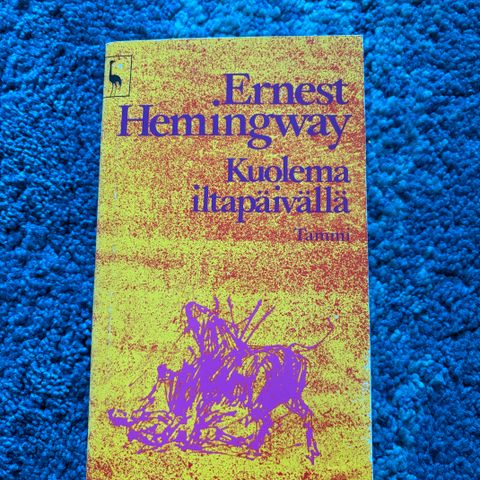 Ernest
Hemingway
Kuolema
iltapäivällä
Tammi